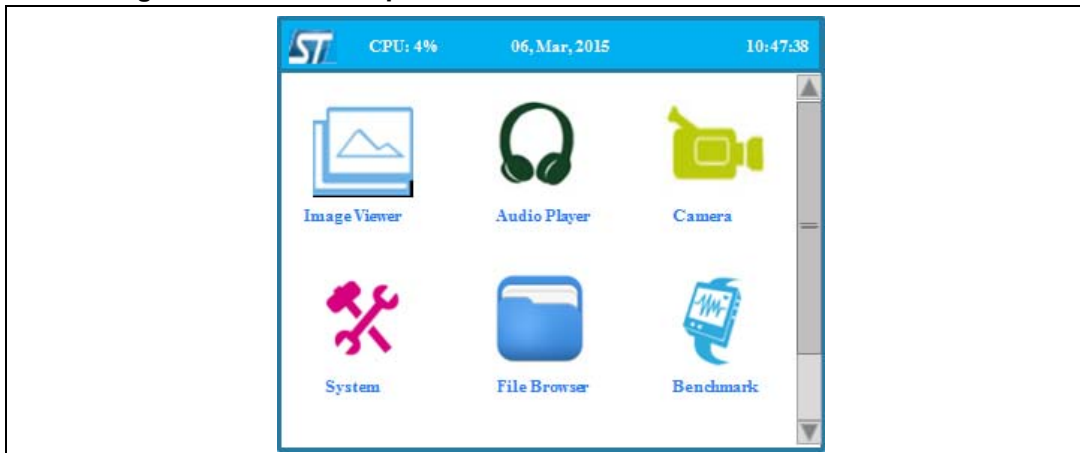 ST CPU: 4% 06, Mar, 2015 10:47:38
Image Viewer Audio Player Camera
System File Browser Benchmark